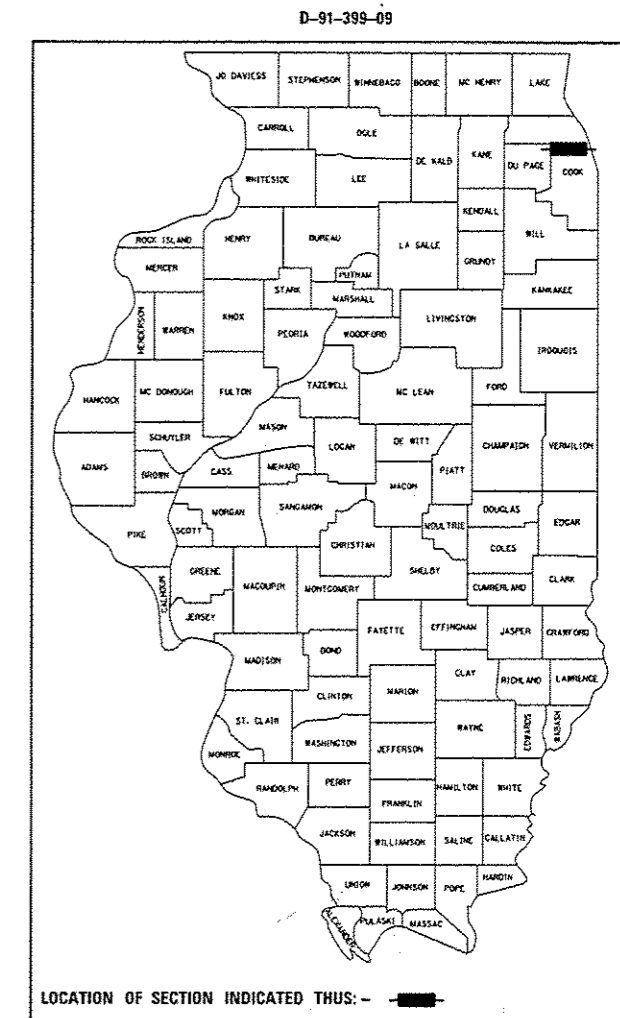 D-91-399-09
JO DAVIESS STEPHENSON WINNEBAGO BOONE MC HENRY LAKE
CARROLL OGLE DE KALB KANE DU PAGE COOK
WHITESIDE LEE
KENDALL WILL
ROCK ISLAND HENRY BUREAU LA SALLE GRUNDY
MERCER PUTNAM
STARK MARSHALL KANKAKEE
HENDERSON WARREN KNOX PEORIA WOODFORD LIVINGSTON IROQUOIS
HANCOCK MC DONOUGH FULTON TAZEWELL MC LEAN FORD
SCHUYLER MASON
ADAMS BROWN CASS MENARD LOGAN DE WITT PIATT CHAMPAIGN VERMILION
MACON
PIKE SCOTT MORGAN SANGAMON CHRISTIAN MOULTRIE DOUGLAS EDGAR
COLES
CALHOUN GREENE MACOUPIN MONTGOMERY SHELBY CUMBERLAND CLARK
JERSEY
MADISON BOND FAYETTE EFFINGHAM JASPER CRAWFORD
CLAY RICHLAND LAWRENCE
CLINTON MARION
ST. CLAIR WAYNE EDWARDS WABASH
MONROE WASHINGTON JEFFERSON
RANDOLPH PERRY HAMILTON WHITE
FRANKLIN
JACKSON WILLIAMSON SALINE GALLATIN
UNION JOHNSON POPE HARDIN
ALEXANDER PULASKI MASSAC
LOCATION OF SECTION INDICATED THUS: -